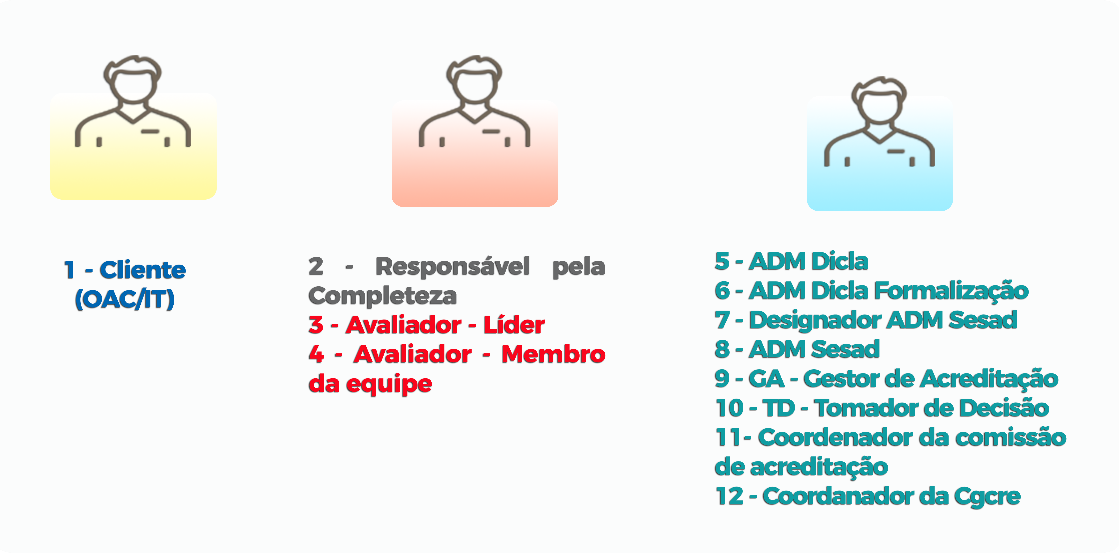 1 - Cliente
(OAC/IT)
2 - Responsável pela
Completeza
3 - Avaliador - Líder
4 - Avaliador - Membro
da equipe
5 - ADM Dicla
6 - ADM Dicla Formalização
7 - Designador ADM Sesad
8 - ADM Sesad
9 - GA - Gestor de Acreditação
10 - TD - Tomador de Decisão
11- Coordenador da comissão
de acreditação
12 - Coordanador da Cgcre